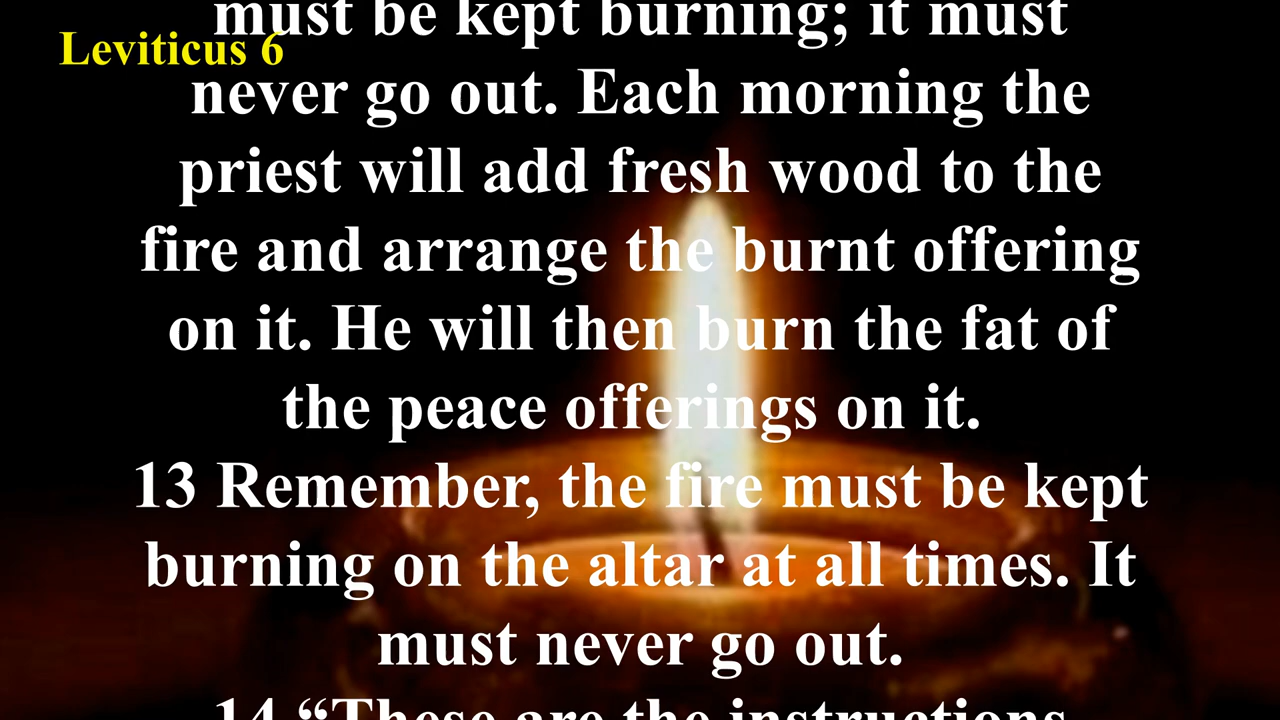 must be kept burning; it must
Leviticus 6
never go out. Each morning the
priest will add fresh wood to the
fire and arrange the burnt offering
on it. He will then burn the fat of
the peace offerings on it.
13 Remember, the fire must be kept
burning on the altar at all times. It
must never go out.
14 “These are the instructions